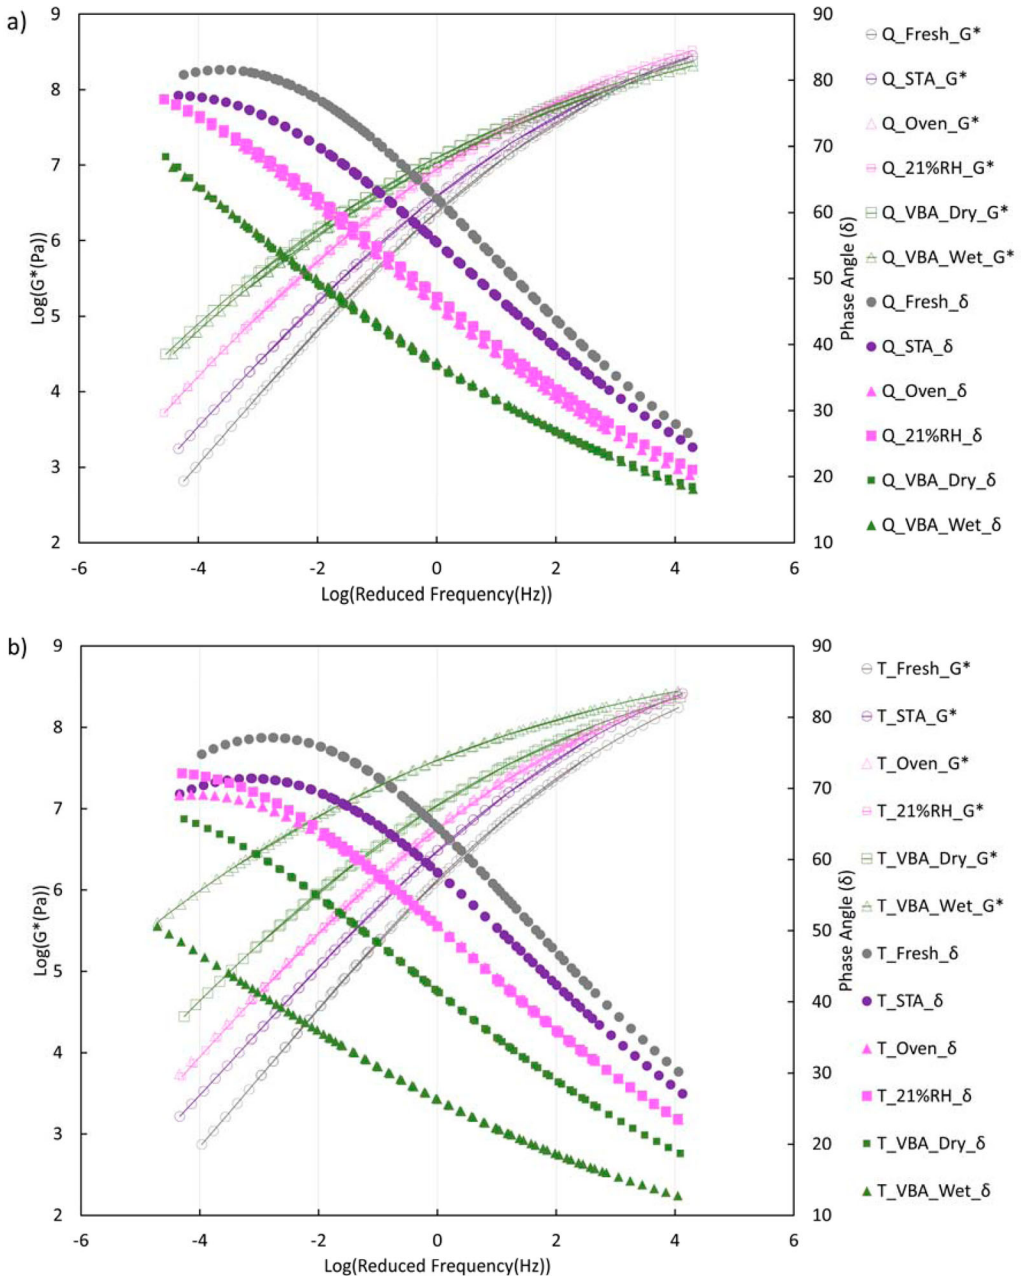 a)
9
8
7
6
5
4
3
2
Log(G*(Pa))
90
80
70
60
50
40
30
20
10
Phase Angle (δ)
-6 -4 -2 0 2 4 6
Log(Reduced Frequency(Hz))
Q_Fresh_G*
Q_STA_G*
Q_Oven_G*
Q_21%RH_G*
Q_VBA_Dry_G*
Q_VBA_Wet_G*
Q_Fresh_δ
Q_STA_δ
Q_Oven_δ
Q_21%RH_δ
Q_VBA_Dry_δ
Q_VBA_Wet_δ
b)
9
8
7
6
5
4
3
2
Log(G*(Pa))
90
80
70
60
50
40
30
20
10
Phase Angle (δ)
-6 -4 -2 0 2 4 6
Log(Reduced Frequency(Hz))
T_Fresh_G*
T_STA_G*
T_Oven_G*
T_21%RH_G*
T_VBA_Dry_G*
T_VBA_Wet_G*
T_Fresh_δ
T_STA_δ
T_Oven_δ
T_21%RH_δ
T_VBA_Dry_δ
T_VBA_Wet_δ